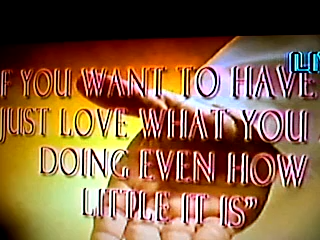 F YOU WANT TO HAVE
JUST LOVE WHAT YOU
DOING EVEN HOW
LITTLE IT IS”